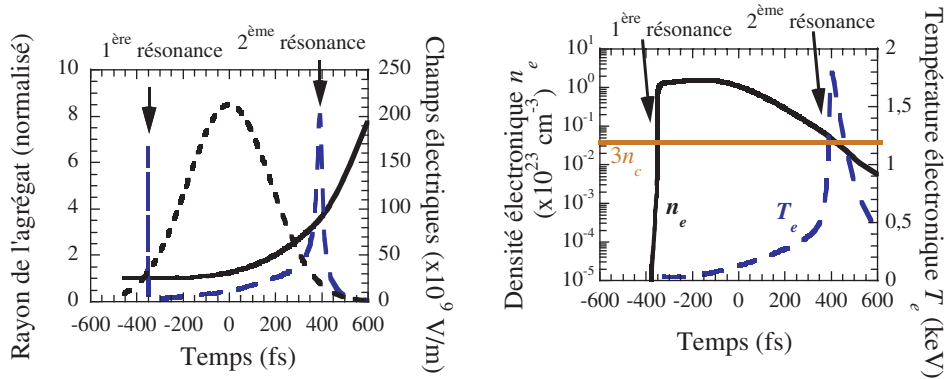 1ère résonance
2ème résonance
Rayon de l'agrégat (normalisé)
10
8
6
4
2
0
250
200
150
100
50
0
Champs électriques (x10⁹ V/m)
-600 -400 -200 0 200 400 600
Temps (fs)
1ère résonance
2ème résonance
Densité électronique nₑ
(x10²³ cm⁻³)
10¹
10⁰
10⁻¹
10⁻²
10⁻³
10⁻⁴
10⁻⁵
3n_c
nₑ
Tₑ
2
1,5
1
0,5
0
Température électronique Tₑ (keV)
-600 -400 -200 0 200 400 600
Temps (fs)